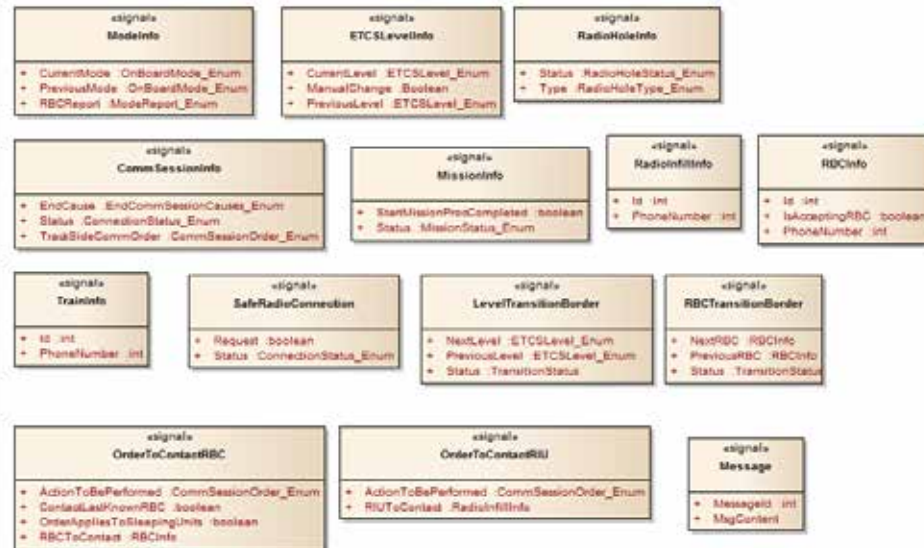 «signal»
ModeInfo
+ CurrentMode :OnBoardMode_Enum
+ PreviousMode :OnBoardMode_Enum
+ RBCReport :ModeReport_Enum
«signal»
ETCSLevelInfo
+ CurrentLevel :ETCSLevel_Enum
+ ManualChange :Boolean
+ PreviousLevel :ETCSLevel_Enum
«signal»
RadioHoleInfo
+ Status :RadioHoleStatus_Enum
+ Type :RadioHoleType_Enum
«signal»
CommSessionInfo
+ EndCause :EndCommSessionCauses_Enum
+ Status :ConnectionStatus_Enum
+ TrackSideCommOrder :CommSessionOrder_Enum
«signal»
MissionInfo
+ StartMissionProcCompleted :boolean
+ Status :MissionStatus_Enum
«signal»
RadioInfillInfo
+ Id :int
+ PhoneNumber :int
«signal»
RBCInfo
+ Id :int
+ IsAcceptingRBC :boolean
+ PhoneNumber :int
«signal»
TrainInfo
+ Id :int
+ PhoneNumber :int
«signal»
SafeRadioConnection
+ Request :boolean
+ Status :ConnectionStatus_Enum
«signal»
LevelTransitionBorder
+ NextLevel :ETCSLevel_Enum
+ PreviousLevel :ETCSLevel_Enum
+ Status :TransitionStatus
«signal»
RBCTransitionBorder
+ NextRBC :RBCInfo
+ PreviousRBC :RBCInfo
+ Status :TransitionStatus
«signal»
OrderToContactRBC
+ ActionToBePerformed :CommSessionOrder_Enum
+ ContactLastKnownRBC :boolean
+ OrderAppliesToSleepingUnits :boolean
+ RBCToContact :RBCInfo
«signal»
OrderToContactRIU
+ ActionToBePerformed :CommSessionOrder_Enum
+ RIUToContact :RadioInfillInfo
«signal»
Message
+ MessageId :int
+ MsgContent